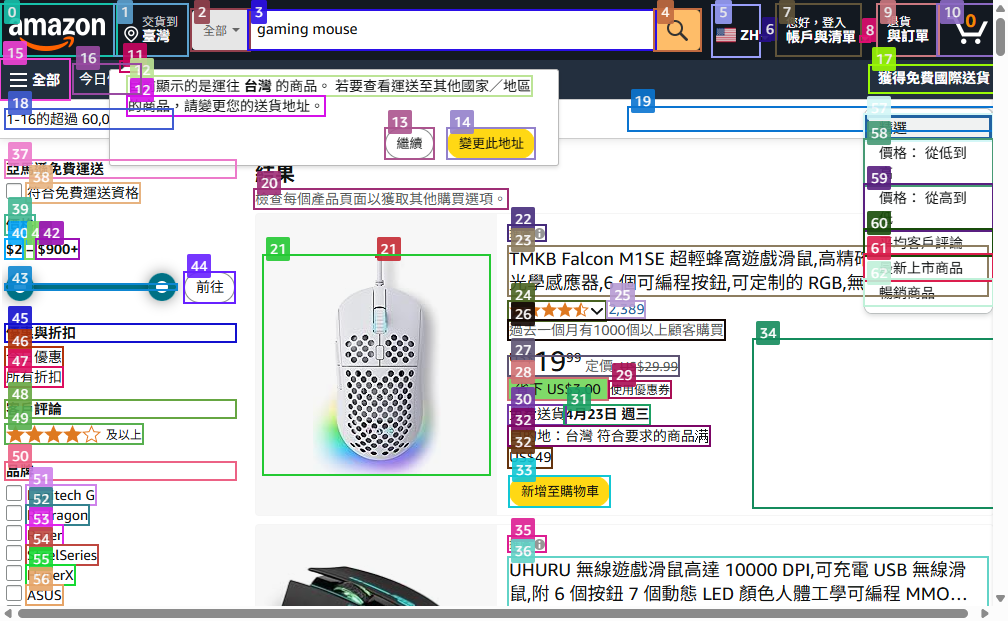 amazon
交貨到
臺灣
全部
gaming mouse
ZH
您好，登入
帳戶與清單
退貨
與訂單
0
全部
今日
獲得免費國際送貨
顯示的是運往 台灣 的商品。 若要查看運送至其他國家／地區
的商品，請變更您的送貨地址。
繼續
變更此地址
1-16的超過 60,0
價格： 從低到
價格： 從高到
均客戶評論
新上市商品
暢銷商品
結果
檢查每個產品頁面以獲取其他購買選項。
亞馬遜免費運送
符合免費運送資格
$2 – $900+
前往
與折扣
優惠
所有折扣
客戶評論
及以上
品牌
SteelSeries
HyperX
ASUS
TMKB Falcon M1SE 超輕蜂窩遊戲滑鼠,高精
光學感應器,6 個可編程按鈕,可定制的 RGB,無
2,389
過去一個月有1000個以上顧客購買
19⁹⁹ 定價: US$29.99
省下 US$3.00 使用優惠券
送貨 4月23日 週三
地：台灣 符合要求的商品满
US$49
新增至購物車
UHURU 無線遊戲滑鼠高達 10000 DPI,可充電 USB 無線滑
鼠,附 6 個按鈕 7 個動態 LED 顏色人體工學可編程 MMO...